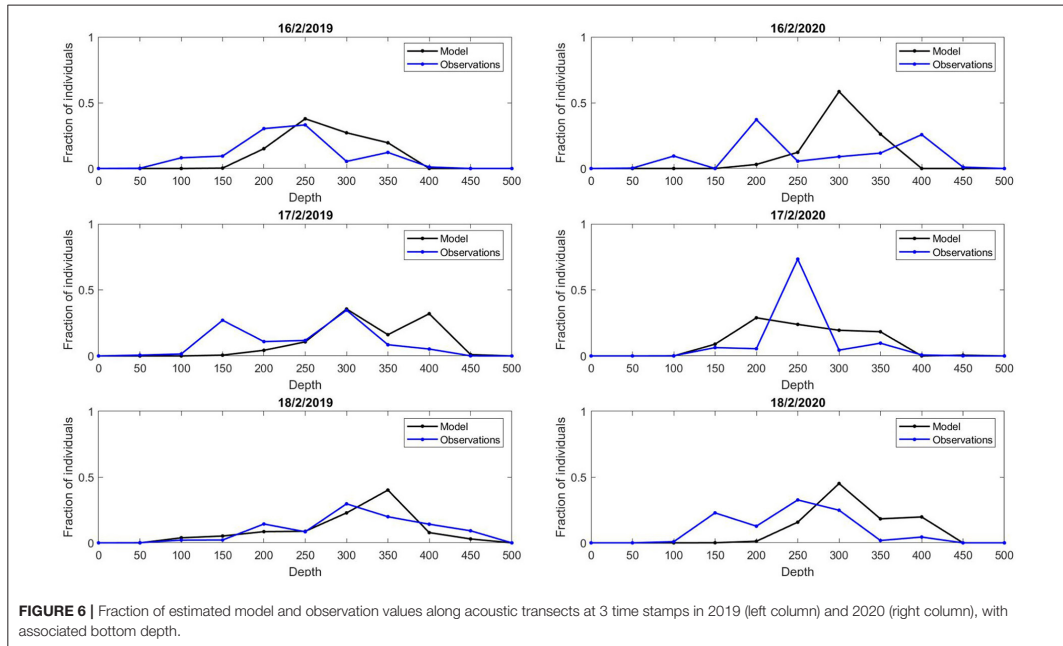 16/2/2019
1
0.5
0
Fraction of individuals
Model
Observations
0 50 100 150 200 250 300 350 400 450 500
Depth
16/2/2020
1
0.5
0
Fraction of individuals
Model
Observations
0 50 100 150 200 250 300 350 400 450 500
Depth
17/2/2019
1
0.5
0
Fraction of individuals
Model
Observations
0 50 100 150 200 250 300 350 400 450 500
Depth
17/2/2020
1
0.5
0
Fraction of individuals
Model
Observations
0 50 100 150 200 250 300 350 400 450 500
Depth
18/2/2019
1
0.5
0
Fraction of individuals
Model
Observations
0 50 100 150 200 250 300 350 400 450 500
Depth
18/2/2020
1
0.5
0
Fraction of individuals
Model
Observations
0 50 100 150 200 250 300 350 400 450 500
Depth
FIGURE 6 | Fraction of estimated model and observation values along acoustic transects at 3 time stamps in 2019 (left column) and 2020 (right column), with
associated bottom depth.